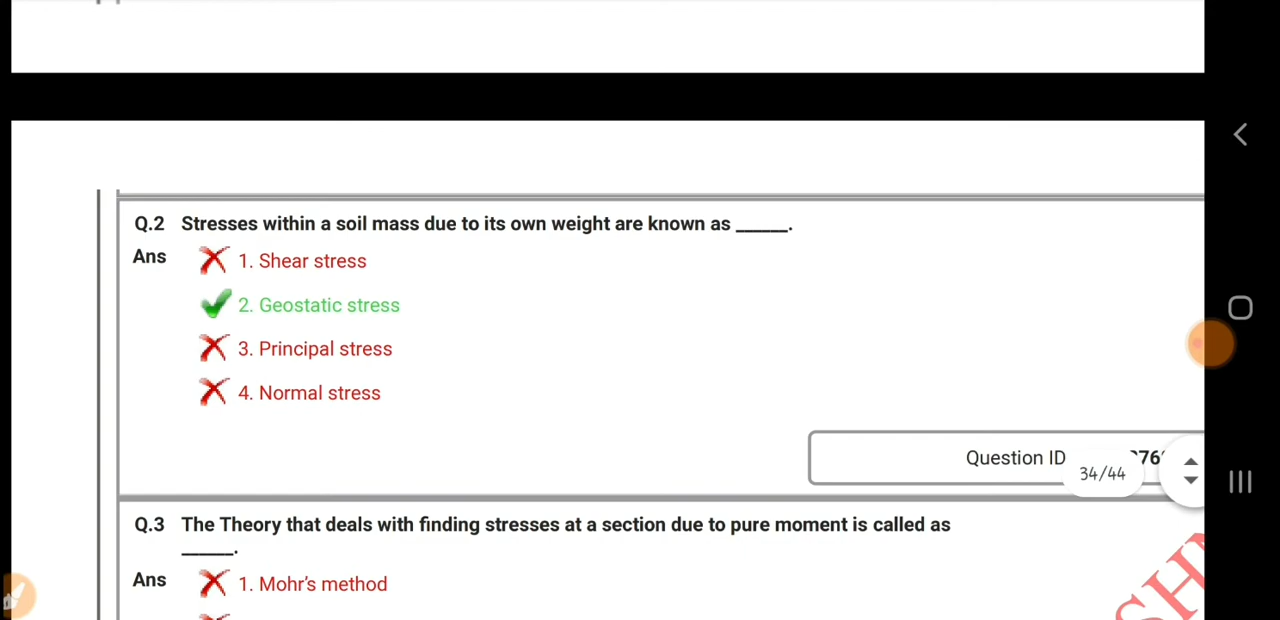 Q.2 Stresses within a soil mass due to its own weight are known as ______.
Ans 1. Shear stress
2. Geostatic stress
3. Principal stress
4. Normal stress
Question ID
34/44
Q.3 The Theory that deals with finding stresses at a section due to pure moment is called as
______.
Ans 1. Mohr's method